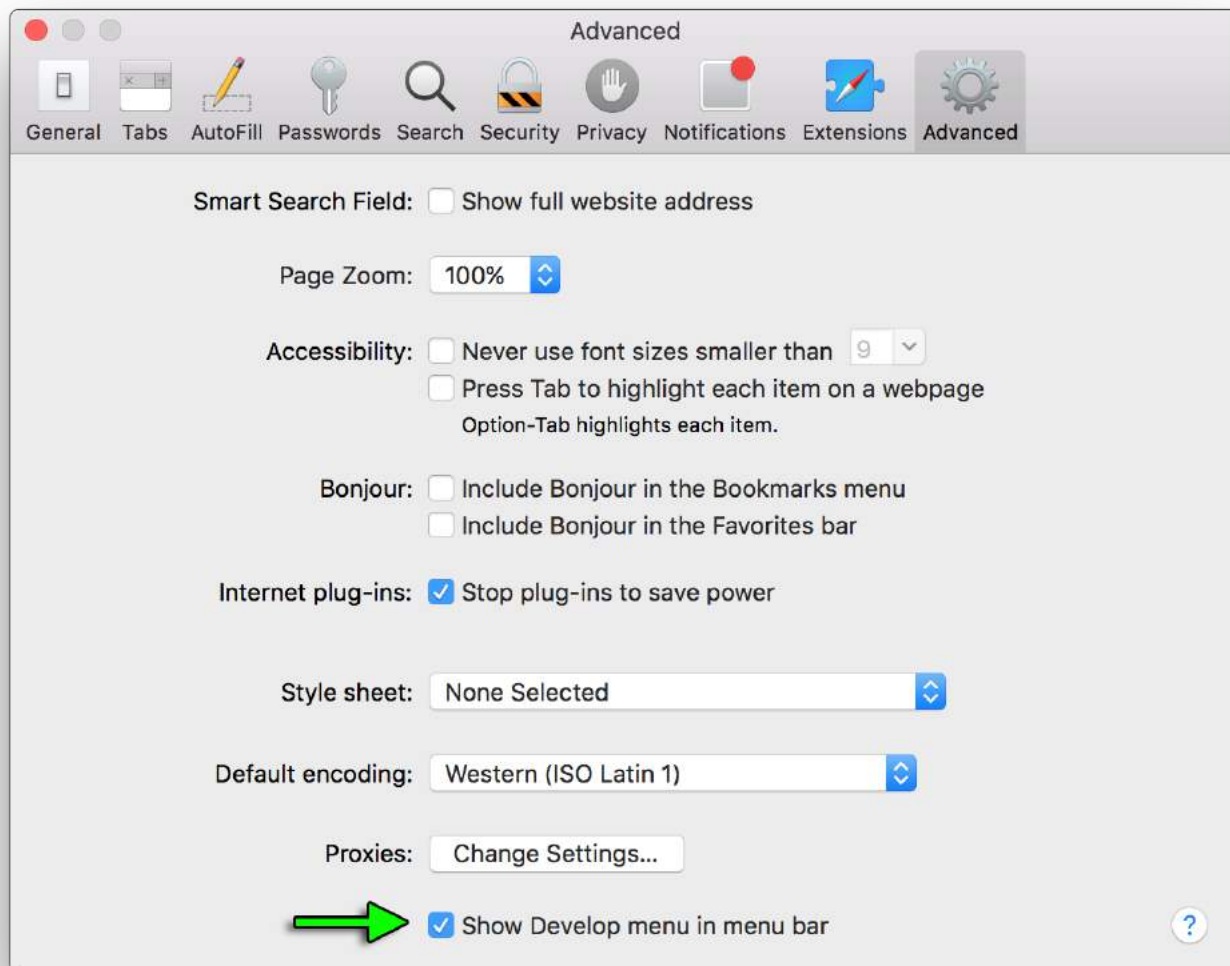 Advanced
General Tabs AutoFill Passwords Search Security Privacy Notifications Extensions Advanced
Smart Search Field: Show full website address
Page Zoom: 100%
Accessibility: Never use font sizes smaller than 9
Press Tab to highlight each item on a webpage
Option-Tab highlights each item.
Bonjour: Include Bonjour in the Bookmarks menu
Include Bonjour in the Favorites bar
Internet plug-ins: Stop plug-ins to save power
Style sheet: None Selected
Default encoding: Western (ISO Latin 1)
Proxies: Change Settings...
Show Develop menu in menu bar ?